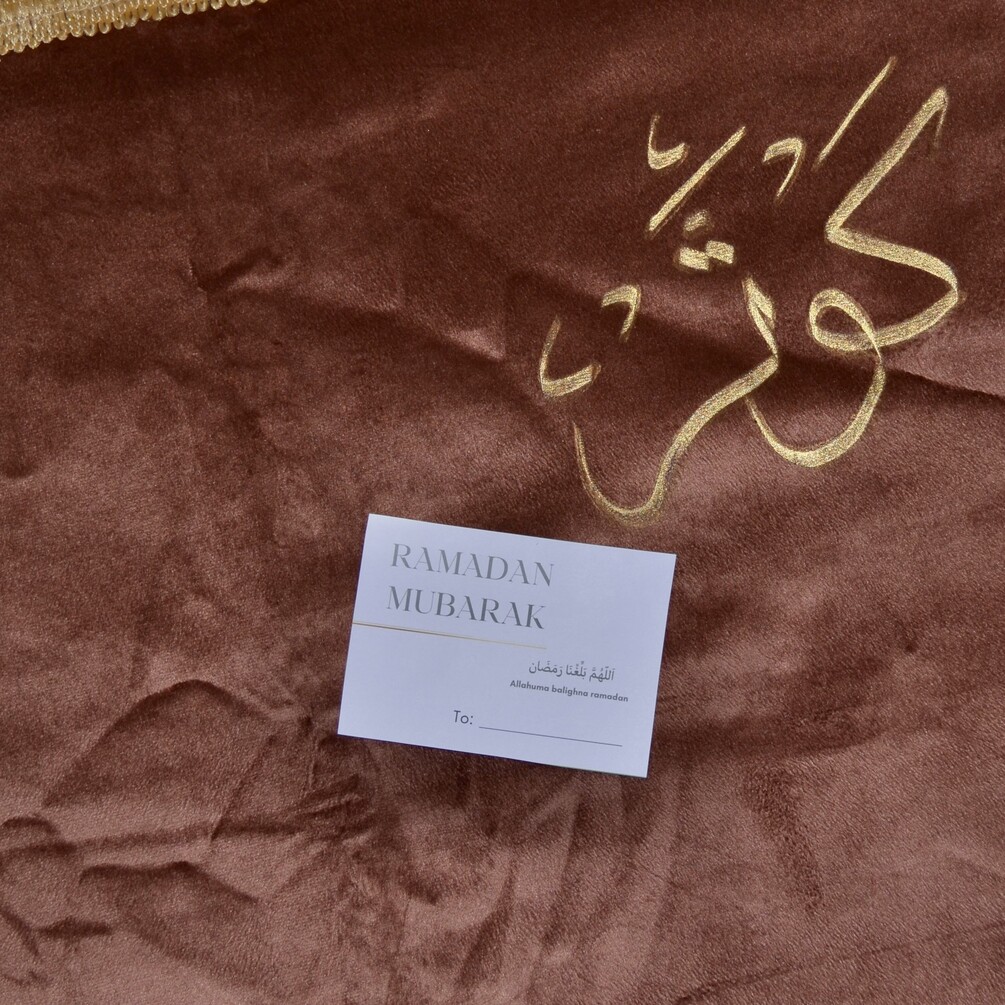 كوثر
RAMADAN
MUBARAK
اَللّهُمَّ بَلِّغْنَا رَمَضَان
Allahuma balighna ramadan
To: